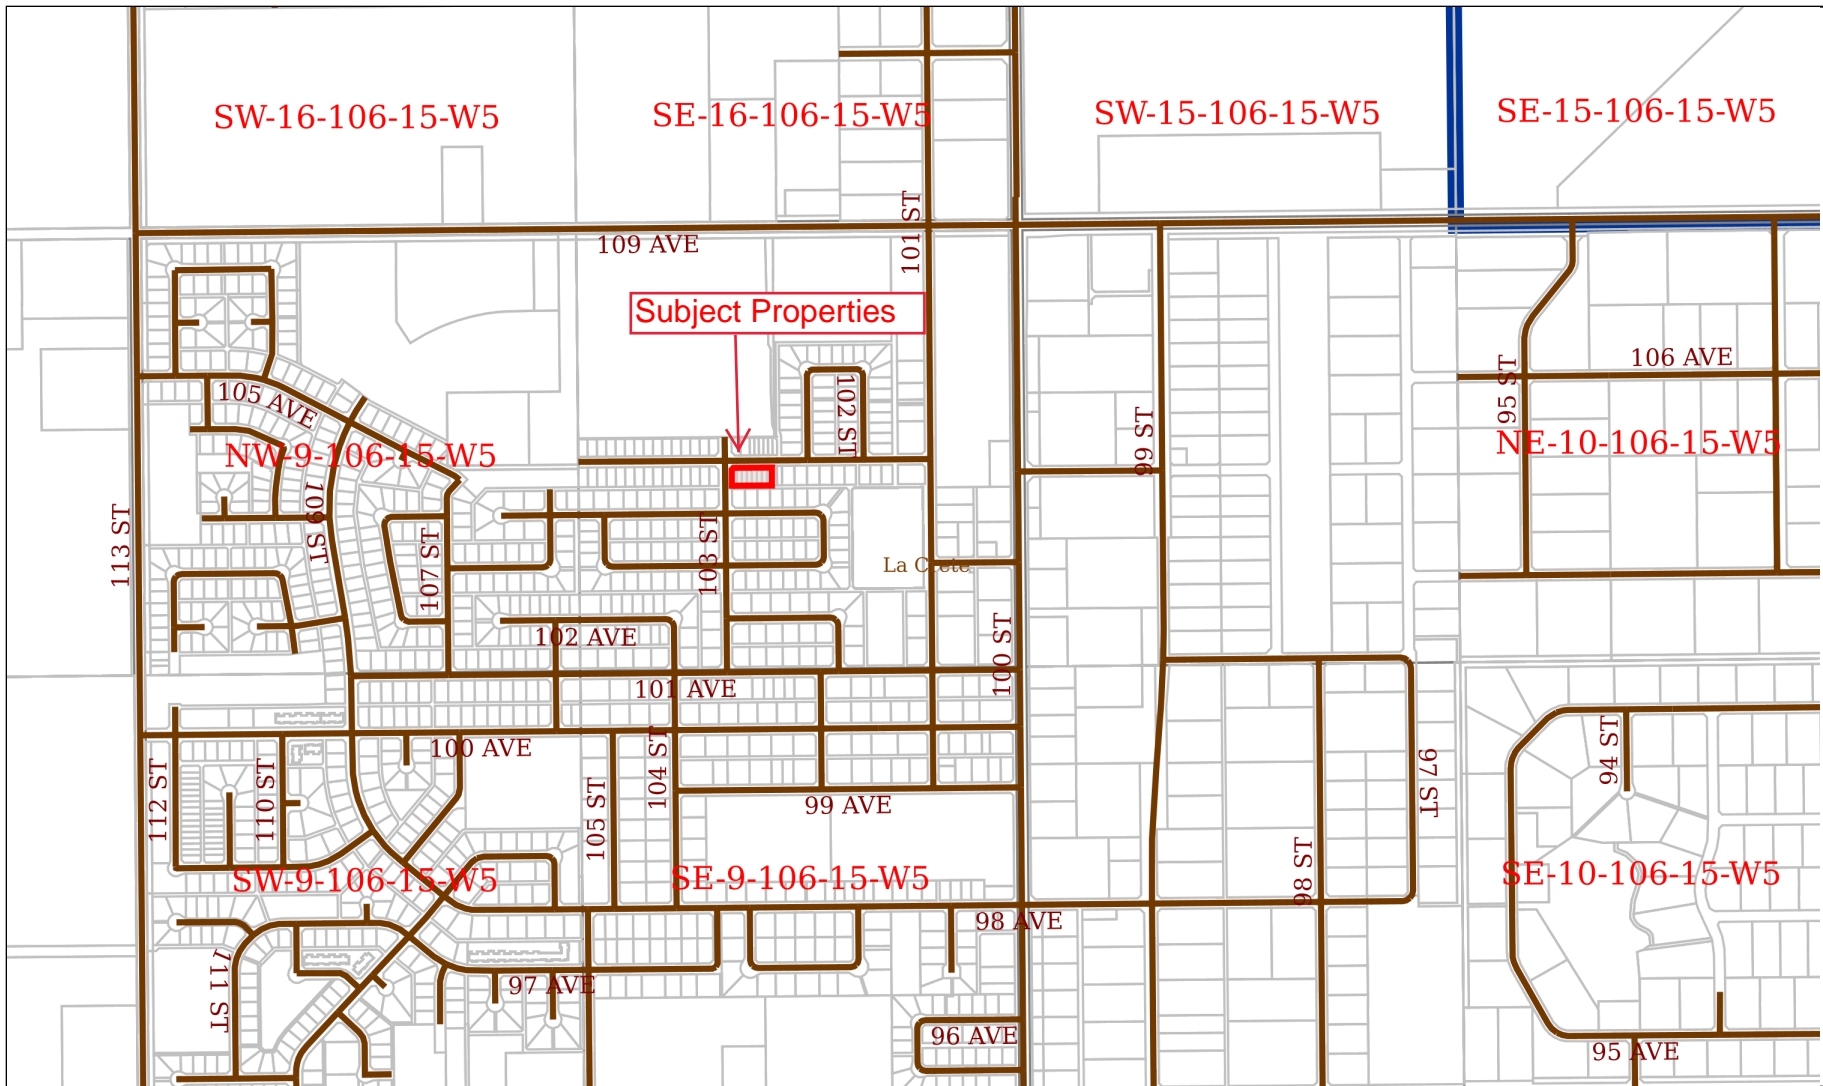 SW-16-106-15-W5
SE-16-106-15-W5
SW-15-106-15-W5
SE-15-106-15-W5
101 ST
109 AVE
Subject Properties
106 AVE
95 ST
102 ST
105 AVE
99 ST
NW-9-106-15-W5
NE-10-106-15-W5
109 ST
113 ST
107 ST
103 ST
La Crete
102 AVE
100 ST
101 AVE
100 AVE
104 ST
94 ST
112 ST
110 ST
105 ST
99 AVE
97 ST
98 ST
SW-9-106-15-W5
SE-9-106-15-W5
SE-10-106-15-W5
98 AVE
111 ST
97 AVE
96 AVE
95 AVE